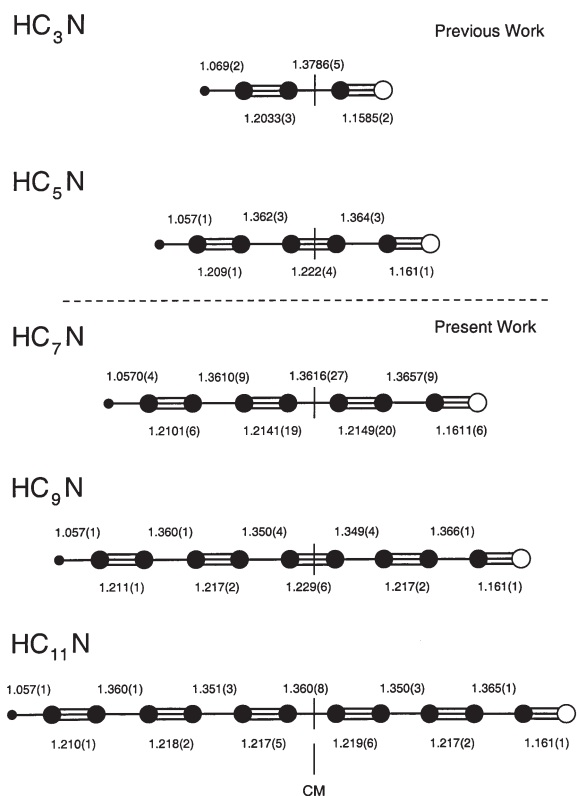 HC3N
Previous Work
1.069(2) 1.3786(5)
1.2033(3) 1.1585(2)
HC5N
1.057(1) 1.362(3) 1.364(3)
1.209(1) 1.222(4) 1.161(1)
Present Work
HC7N
1.0570(4) 1.3610(9) 1.3616(27) 1.3657(9)
1.2101(6) 1.2141(19) 1.2149(20) 1.1611(6)
HC9N
1.057(1) 1.360(1) 1.350(4) 1.349(4) 1.366(1)
1.211(1) 1.217(2) 1.229(6) 1.217(2) 1.161(1)
HC11N
1.057(1) 1.360(1) 1.351(3) 1.360(8) 1.350(3) 1.365(1)
1.210(1) 1.218(2) 1.217(5) 1.219(6) 1.217(2) 1.161(1)
CM